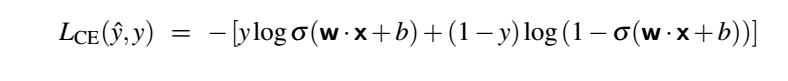 L_CE(ŷ,y) = −[y log σ(w·x+b)+(1−y) log(1−σ(w·x+b))]